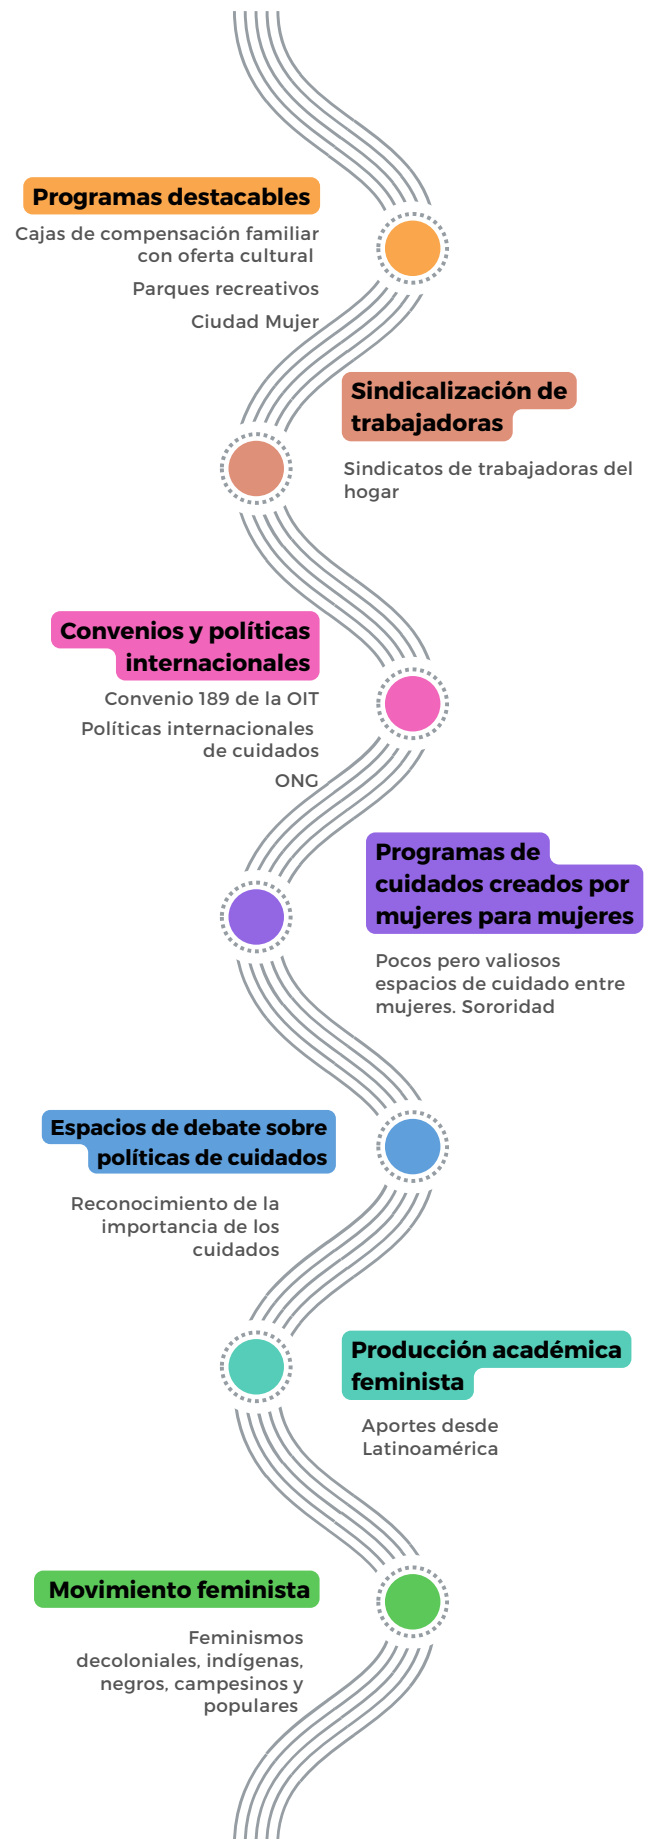 Programas destacables
Cajas de compensación familiar
con oferta cultural
Parques recreativos
Ciudad Mujer
Sindicalización de
trabajadoras
Sindicatos de trabajadoras del
hogar
Convenios y políticas
internacionales
Convenio 189 de la OIT
Políticas internacionales
de cuidados
ONG
Programas de
cuidados creados por
mujeres para mujeres
Pocos pero valiosos
espacios de cuidado entre
mujeres. Sororidad
Espacios de debate sobre
políticas de cuidados
Reconocimiento de la
importancia de los
cuidados
Producción académica
feminista
Aportes desde
Latinoamérica
Movimiento feminista
Feminismos
decoloniales, indígenas,
negros, campesinos y
populares